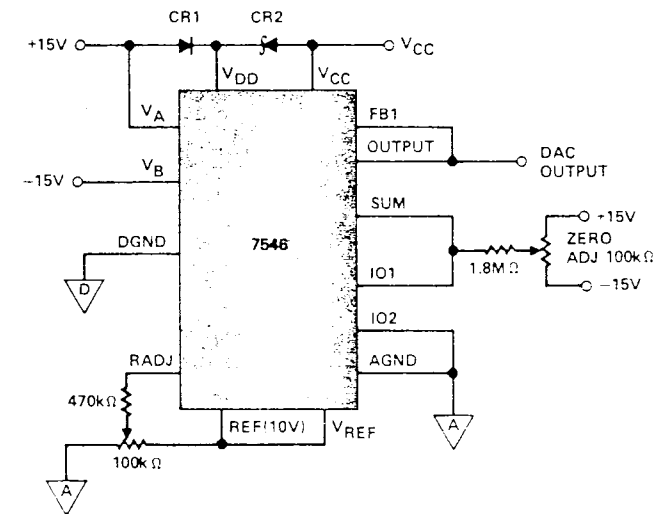 CR1 CR2
+15V VCC
VDD VCC
VA FB1
OUTPUT
DAC
OUTPUT
VB
−15V
SUM
+15V
7546
ZERO
ADJ 100kΩ
DGND
1.8MΩ
D
IO1
−15V
IO2
RADJ AGND
470kΩ
REF(10V) VREF
A
100kΩ
A